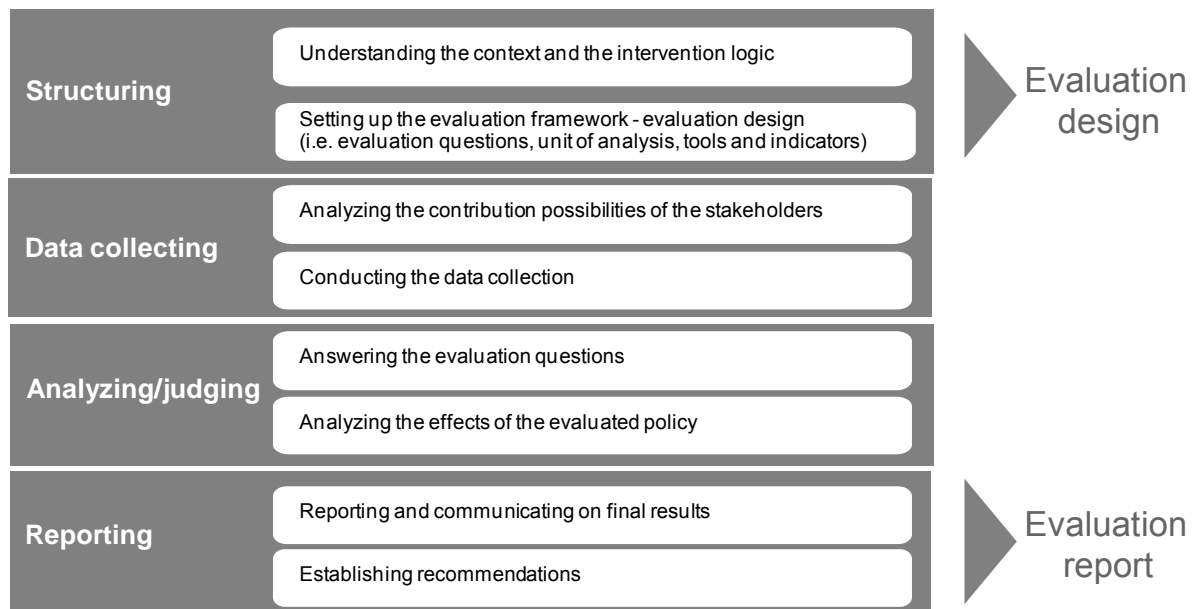 Structuring
Understanding the context and the intervention logic
Setting up the evaluation framework - evaluation design
(i.e. evaluation questions, unit of analysis, tools and indicators)
Evaluation
design
Data collecting
Analyzing the contribution possibilities of the stakeholders
Conducting the data collection
Analyzing/judging
Answering the evaluation questions
Analyzing the effects of the evaluated policy
Reporting
Reporting and communicating on final results
Establishing recommendations
Evaluation
report